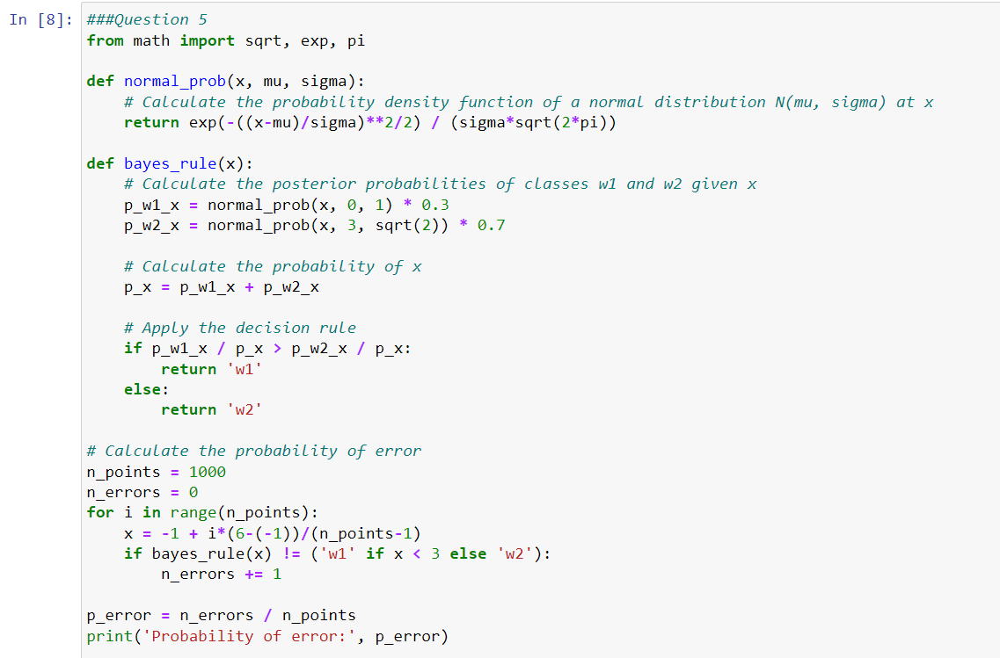 In [8]: ###Question 5
from math import sqrt, exp, pi

def normal_prob(x, mu, sigma):
    # Calculate the probability density function of a normal distribution N(mu, sigma) at x
    return exp(-((x-mu)/sigma)**2/2) / (sigma*sqrt(2*pi))

def bayes_rule(x):
    # Calculate the posterior probabilities of classes w1 and w2 given x
    p_w1_x = normal_prob(x, 0, 1) * 0.3
    p_w2_x = normal_prob(x, 3, sqrt(2)) * 0.7

    # Calculate the probability of x
    p_x = p_w1_x + p_w2_x

    # Apply the decision rule
    if p_w1_x / p_x > p_w2_x / p_x:
        return 'w1'
    else:
        return 'w2'

# Calculate the probability of error
n_points = 1000
n_errors = 0
for i in range(n_points):
    x = -1 + i*(6-(-1))/(n_points-1)
    if bayes_rule(x) != ('w1' if x < 3 else 'w2'):
        n_errors += 1

p_error = n_errors / n_points
print('Probability of error:', p_error)